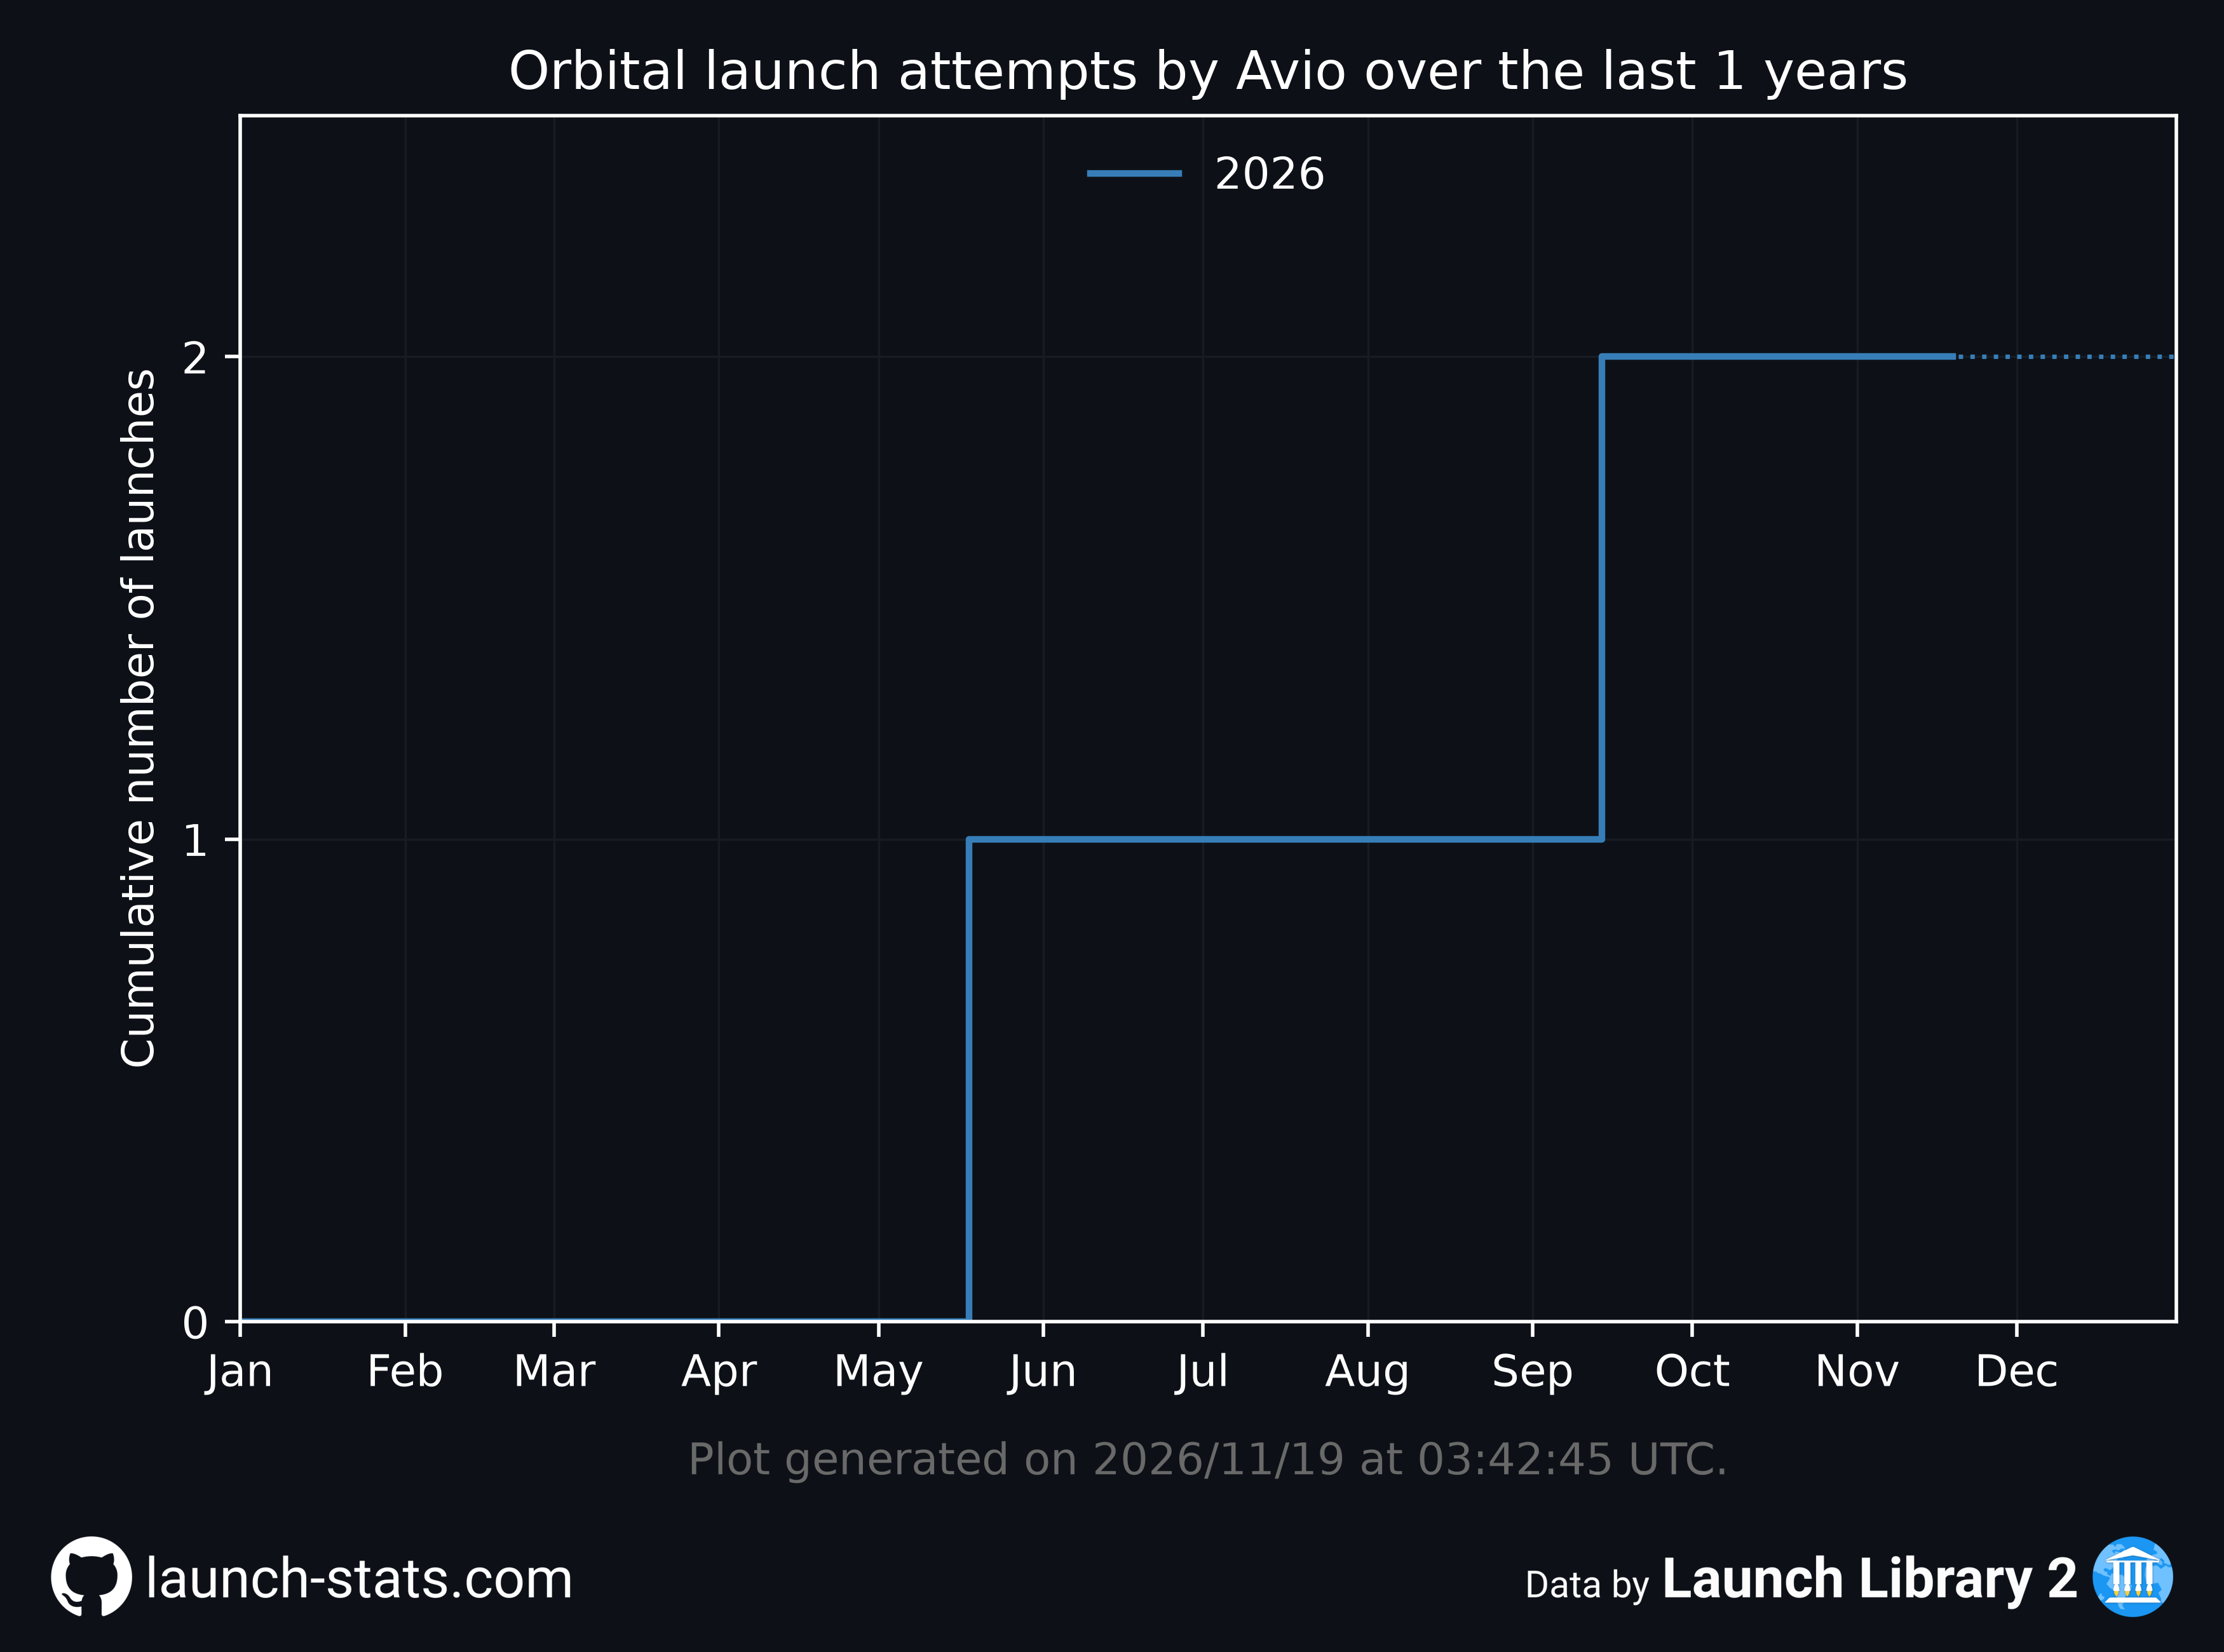 Orbital launch attempts by Avio over the last 1 years
2026
Cumulative number of launches
2
1
0
Jan Feb Mar Apr May Jun Jul Aug Sep Oct Nov Dec
Plot generated on 2026/11/19 at 03:42:45 UTC.
launch-stats.com
Data by Launch Library 2